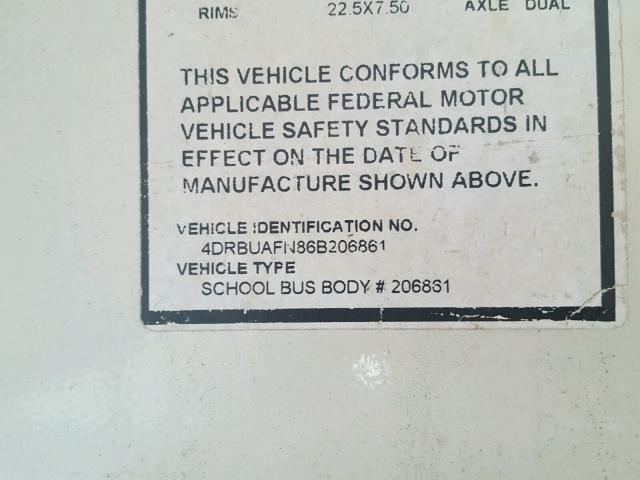 RIMS 22.5X7.50 AXLE DUAL
THIS VEHICLE CONFORMS TO ALL
APPLICABLE FEDERAL MOTOR
VEHICLE SAFETY STANDARDS IN
EFFECT ON THE DATE OF
MANUFACTURE SHOWN ABOVE.
VEHICLE IDENTIFICATION NO.
4DRBUAFN86B206861
VEHICLE TYPE
SCHOOL BUS BODY # 206861